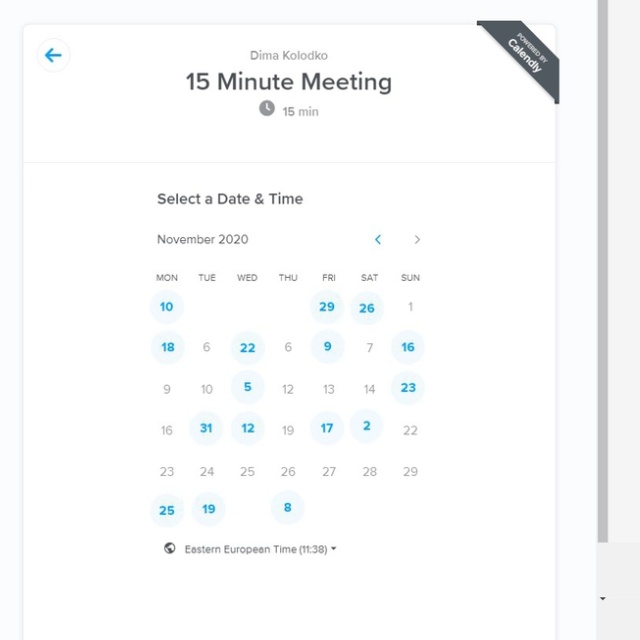 POWERED BY
Calendly
Dima Kolodko
15 Minute Meeting
15 min
Select a Date & Time
November 2020
MON TUE WED THU FRI SAT SUN
10 29 26 1
18 6 22 6 9 7 16
9 10 5 12 13 14 23
16 31 12 19 17 2 22
23 24 25 26 27 28 29
25 19 8
Eastern European Time (11:38)